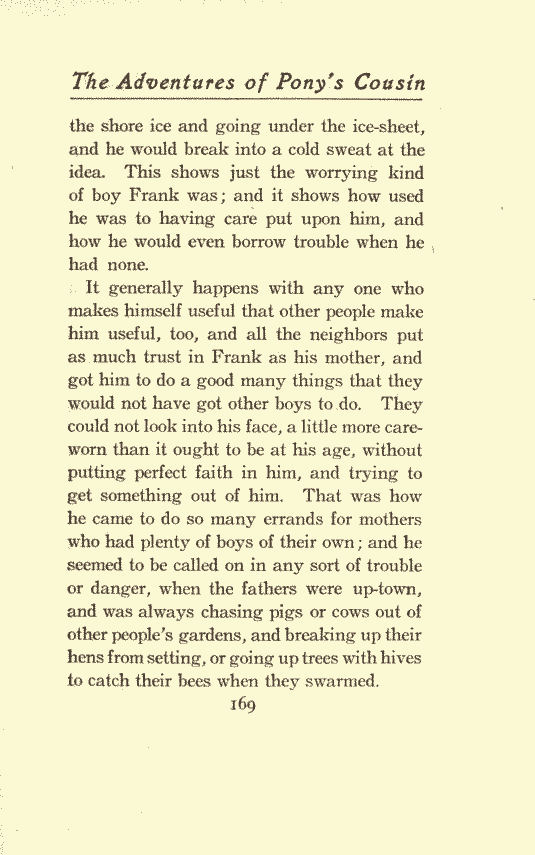 The Adventures of Pony's Cousin
the shore ice and going under the ice-sheet,
and he would break into a cold sweat at the
idea. This shows just the worrying kind
of boy Frank was; and it shows how used
he was to having care put upon him, and
how he would even borrow trouble when he
had none.
It generally happens with any one who
makes himself useful that other people make
him useful, too, and all the neighbors put
as much trust in Frank as his mother, and
got him to do a good many things that they
would not have got other boys to do. They
could not look into his face, a little more care-
worn than it ought to be at his age, without
putting perfect faith in him, and trying to
get something out of him. That was how
he came to do so many errands for mothers
who had plenty of boys of their own; and he
seemed to be called on in any sort of trouble
or danger, when the fathers were up-town,
and was always chasing pigs or cows out of
other people's gardens, and breaking up their
hens from setting, or going up trees with hives
to catch their bees when they swarmed.
169